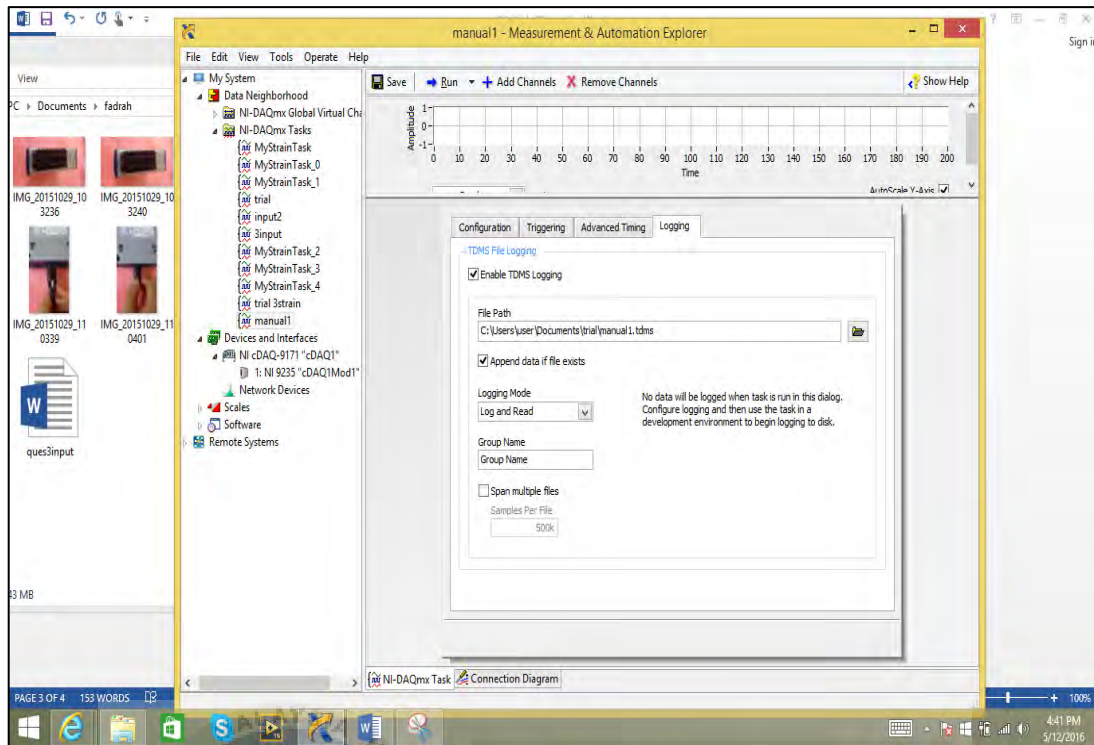 manual1 - Measurement & Automation Explorer
Sign i
File Edit View Tools Operate Help
View
PC › Documents › fadrah
IMG_20151029_10
3236
IMG_20151029_10
3240
IMG_20151029_11
0339
IMG_20151029_11
0401
ques3input
43 MB
My System
Data Neighborhood
NI-DAQmx Global Virtual Cha
NI-DAQmx Tasks
MyStrainTask
MyStrainTask_0
MyStrainTask_1
trial
input2
3input
MyStrainTask_2
MyStrainTask_3
MyStrainTask_4
trial 3strain
manual1
Devices and Interfaces
NI cDAQ-9171 "cDAQ1"
1: NI 9235 "cDAQ1Mod1"
Network Devices
Scales
Software
Remote Systems
Save Run Add Channels Remove Channels Show Help
Amplitude
1
0
-1
0 10 20 30 40 50 60 70 80 90 100 110 120 130 140 150 160 170 180 190 200
Time
AutoScale Y-Axis
Configuration Triggering Advanced Timing Logging
TDMS File Logging
Enable TDMS Logging
File Path
C:\Users\user\Documents\trial\manual1.tdms
Append data if file exists
Logging Mode
Log and Read
No data will be logged when task is run in this dialog.
Configure logging and then use the task in a
development environment to begin logging to disk.
Group Name
Group Name
Span multiple files
Samples Per File
500k
NI-DAQmx Task Connection Diagram
PAGE 3 OF 4 153 WORDS
100%
4:41 PM
5/12/2016